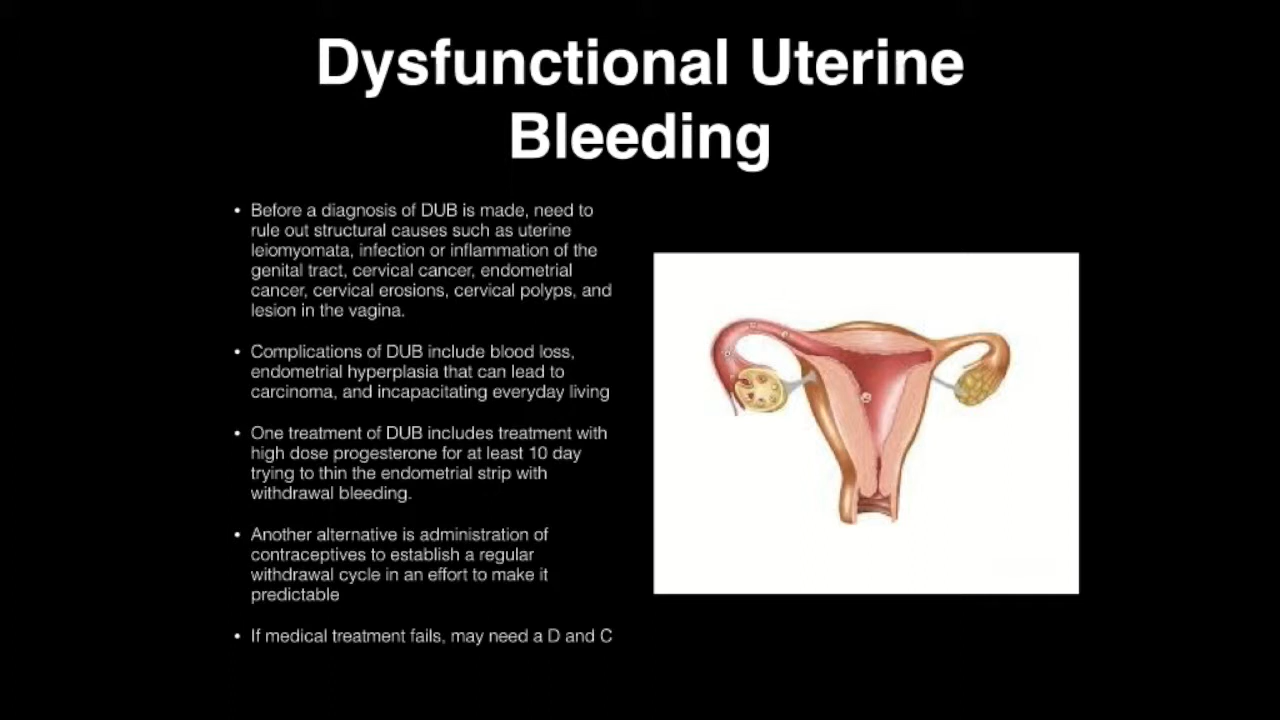 Dysfunctional Uterine
Bleeding
• Before a diagnosis of DUB is made, need to
rule out structural causes such as uterine
leiomyomata, infection or inflammation of the
genital tract, cervical cancer, endometrial
cancer, cervical erosions, cervical polyps, and
lesion in the vagina.
• Complications of DUB include blood loss,
endometrial hyperplasia that can lead to
carcinoma, and incapacitating everyday living
• One treatment of DUB includes treatment with
high dose progesterone for at least 10 day
trying to thin the endometrial strip with
withdrawal bleeding.
• Another alternative is administration of
contraceptives to establish a regular
withdrawal cycle in an effort to make it
predictable
• If medical treatment fails, may need a D and C